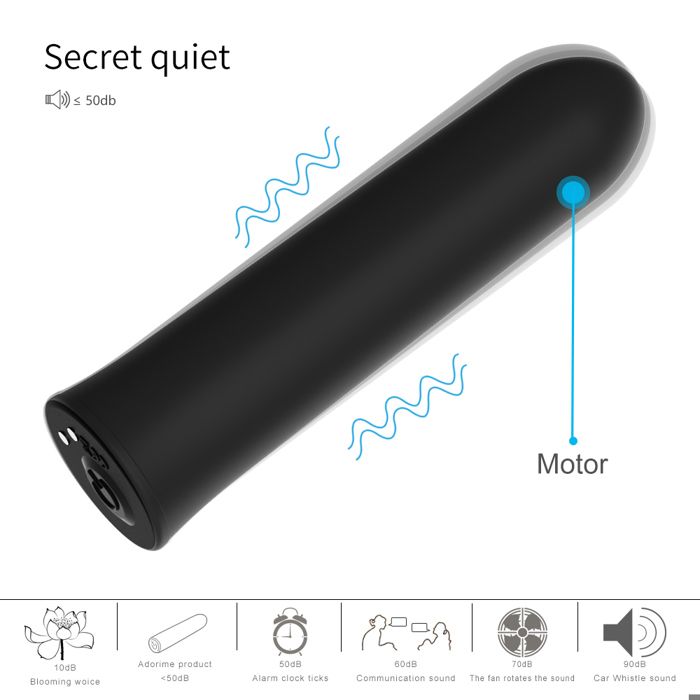 Secret quiet
≤ 50db
Motor
10dB
Blooming woice
Adorime product
<50dB
50dB
Alarm clock ticks
60dB
Communication sound
70dB
The fan rotates the sound
90dB
Car Whistle sound